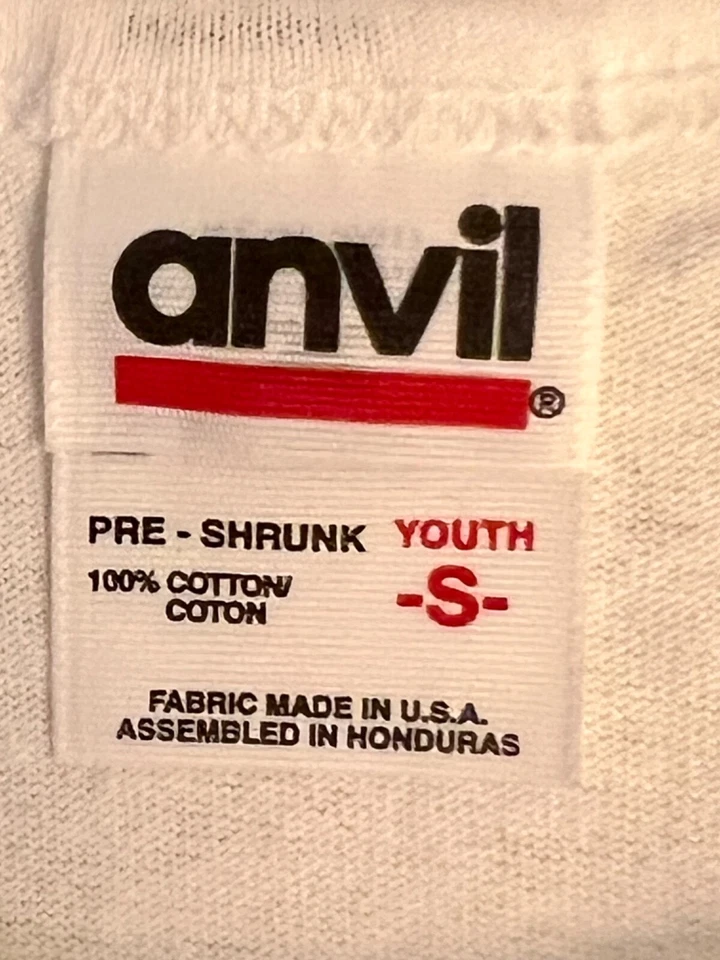 anvil
®
PRE - SHRUNK YOUTH
100% COTTON/ -S-
COTON
FABRIC MADE IN U.S.A.
ASSEMBLED IN HONDURAS